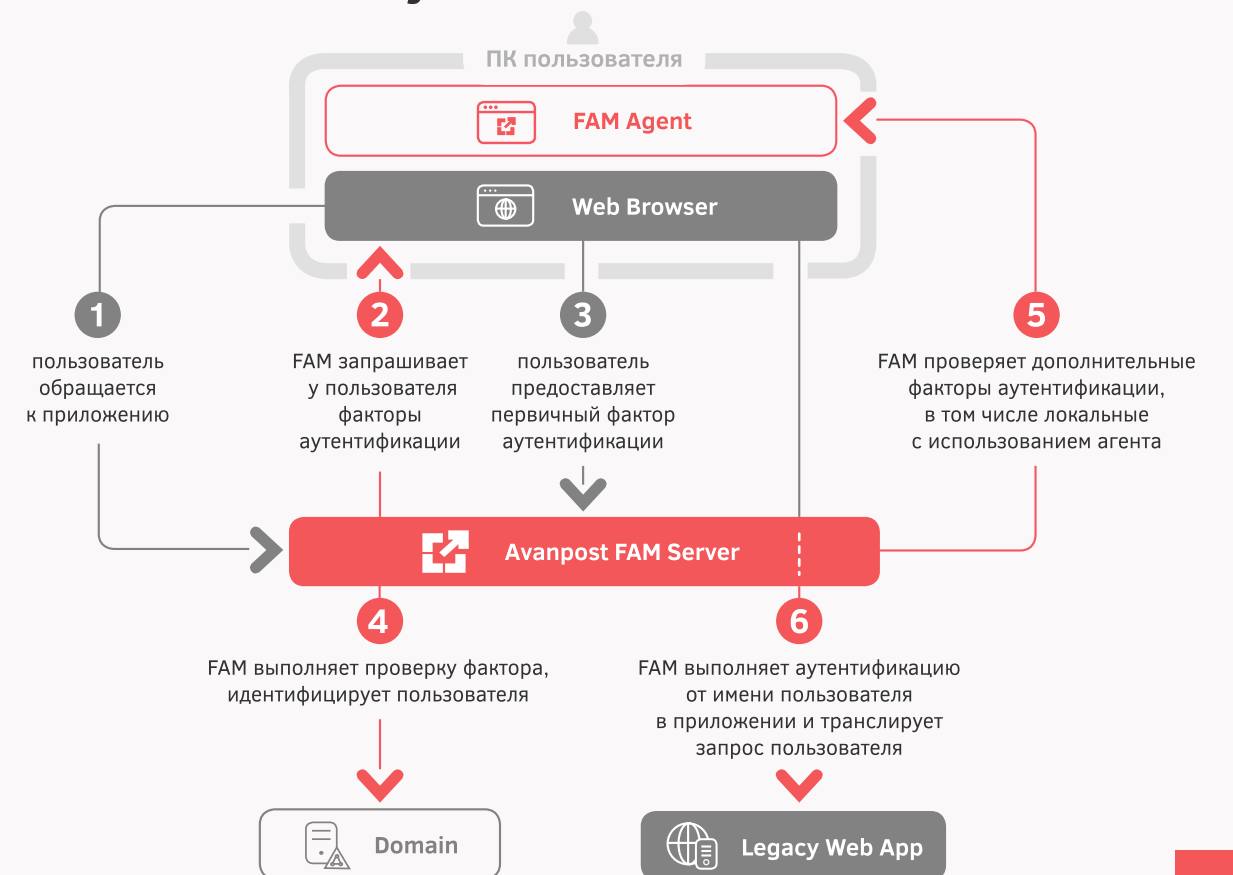 ПК пользователя
FAM Agent
Web Browser
1
пользователь
обращается
к приложению
2
FAM запрашивает
у пользователя
факторы
аутентификации
3
пользователь
предоставляет
первичный фактор
аутентификации
5
FAM проверяет дополнительные
факторы аутентификации,
в том числе локальные
с использованием агента
Avanpost FAM Server
4
FAM выполняет проверку фактора,
идентифицирует пользователя
6
FAM выполняет аутентификацию
от имени пользователя
в приложении и транслирует
запрос пользователя
Domain
Legacy Web App